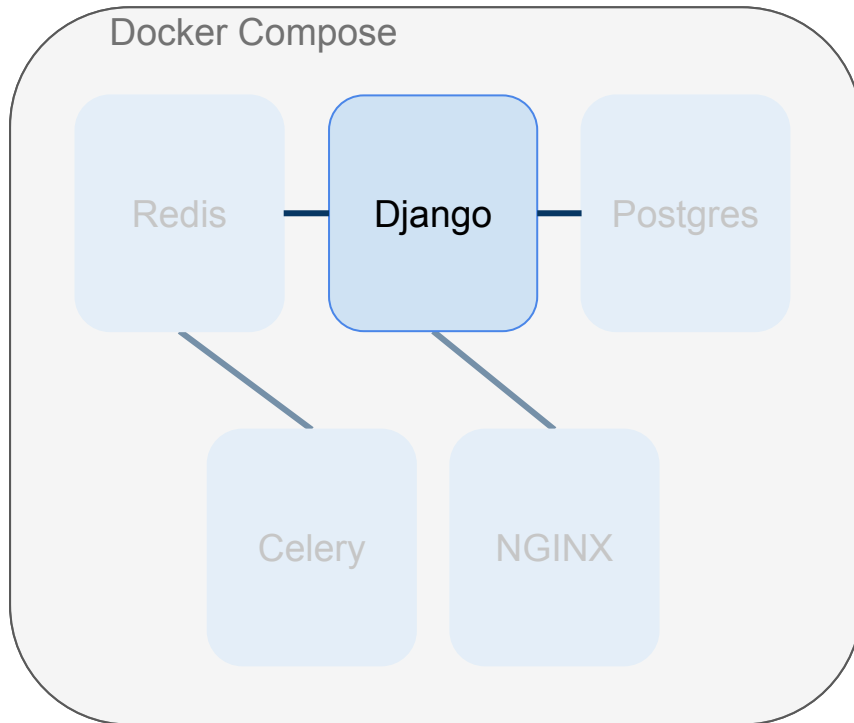 Docker Compose
Redis
Django
Postgres
Celery
NGINX